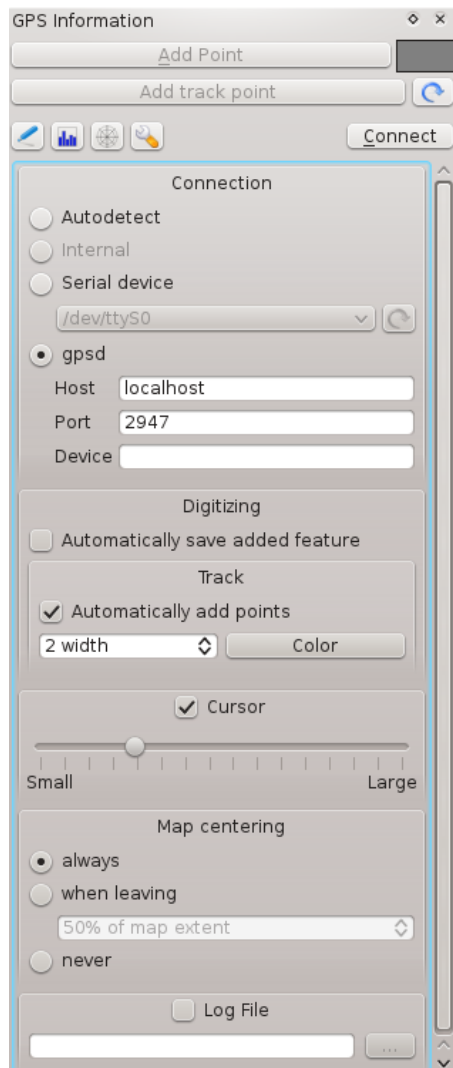 GPS Information
Add Point
Add track point
Connect
Connection
Autodetect
Internal
Serial device
/dev/ttyS0
gpsd
Host localhost
Port 2947
Device
Digitizing
Automatically save added feature
Track
Automatically add points
2 width Color
Cursor
Small Large
Map centering
always
when leaving
50% of map extent
never
Log File
...